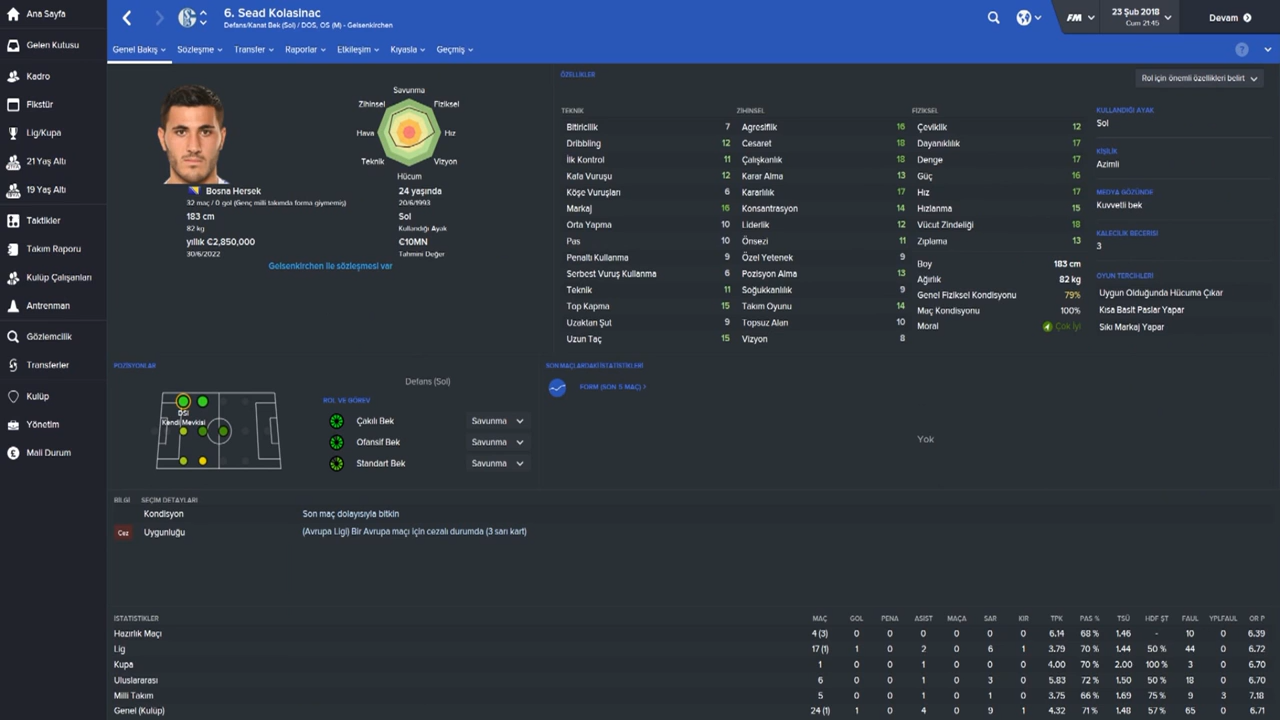 Ana Sayfa
Gelen Kutusu
Kadro
Fikstür
Lig/Kupa
21 Yaş Altı
19 Yaş Altı
Taktikler
Takım Raporu
Kulüp Çalışanları
Antrenman
Gözlemcilik
Transferler
Kulüp
Yönetim
Mali Durum
6. Sead Kolasinac
Defans/Kanat Bek (Sol) / DOS, OS (M) - Gelsenkirchen
FM
23 Şub 2018
Cum 21:45
Devam
Genel Bakış Sözleşme Transfer Raporlar Etkileşim Kıyasla Geçmiş
?
Savunma
Zihinsel Fiziksel
Hava Hız
Teknik Vizyon
Hücum
Bosna Hersek
32 maç / 0 gol (Genç milli takımda forma giymemiş)
183 cm
82 kg
yıllık €2,850,000
30/6/2022
24 yaşında
20/6/1993
Sol
Kullandığı Ayak
€10MN
Tahmini Değer
Gelsenkirchen ile sözleşmesi var
ÖZELLİKLER
Rol için önemli özellikleri belirt
TEKNİK
Bitiricilik 7
Dribbling 12
İlk Kontrol 11
Kafa Vuruşu 12
Köşe Vuruşları 6
Markaj 16
Orta Yapma 10
Pas 10
Penaltı Kullanma 9
Serbest Vuruş Kullanma 6
Teknik 11
Top Kapma 15
Uzaktan Şut 9
Uzun Taç 15
ZİHİNSEL
Agresiflik 16
Cesaret 18
Çalışkanlık 18
Karar Alma 13
Kararlılık 17
Konsantrasyon 14
Liderlik 12
Önsezi 11
Özel Yetenek 9
Pozisyon Alma 13
Soğukkanlılık 9
Takım Oyunu 14
Topsuz Alan 10
Vizyon 8
FİZİKSEL
Çeviklik 12
Dayanıklılık 17
Denge 17
Güç 16
Hız 17
Hızlanma 15
Vücut Zindeliği 18
Zıplama 13
Boy 183 cm
Ağırlık 82 kg
Genel Fiziksel Kondisyonu 79%
Maç Kondisyonu 100%
Moral Çok İyi
KULLANDIĞI AYAK
Sol
KİŞİLİK
Azimli
MEDYA GÖZÜNDE
Kuvvetli bek
KALECİLİK BECERİSİ
3
OYUN TERCİHLERİ
Uygun Olduğunda Hücuma Çıkar
Kısa Basit Paslar Yapar
Sıkı Markaj Yapar
POZİSYONLAR
DSl
Kendi Mevkisi
Defans (Sol)
ROL VE GÖREV
Çakılı Bek Savunma
Ofansif Bek Savunma
Standart Bek Savunma
SON MAÇLARDAKİ İSTATİSTİKLERİ
FORM (SON 5 MAÇ) >
Yok
BİLGİ SEÇİM DETAYLARI
Kondisyon Son maç dolayısıyla bitkin
Cez Uygunluğu (Avrupa Ligi) Bir Avrupa maçı için cezalı durumda (3 sarı kart)
İSTATİSTİKLER MAÇ GOL PENA ASİST MAÇA SAR KIR TPK PAS % TSÜ HDF ŞT FAUL YPLFAUL OR P
Hazırlık Maçı 4 (3) 0 0 0 0 0 0 6.14 68 % 1.46 - 10 0 6.39
Lig 17 (1) 1 0 2 0 6 1 3.79 70 % 1.44 50 % 44 0 6.72
Kupa 1 0 0 1 0 0 0 4.00 70 % 2.00 100 % 3 0 6.70
Uluslararası 6 0 0 1 0 3 0 5.83 72 % 1.50 50 % 18 0 6.70
Milli Takım 5 0 0 1 0 1 0 3.75 66 % 1.69 75 % 9 3 7.18
Genel (Kulüp) 24 (1) 1 0 4 0 9 1 4.32 71 % 1.48 57 % 65 0 6.71